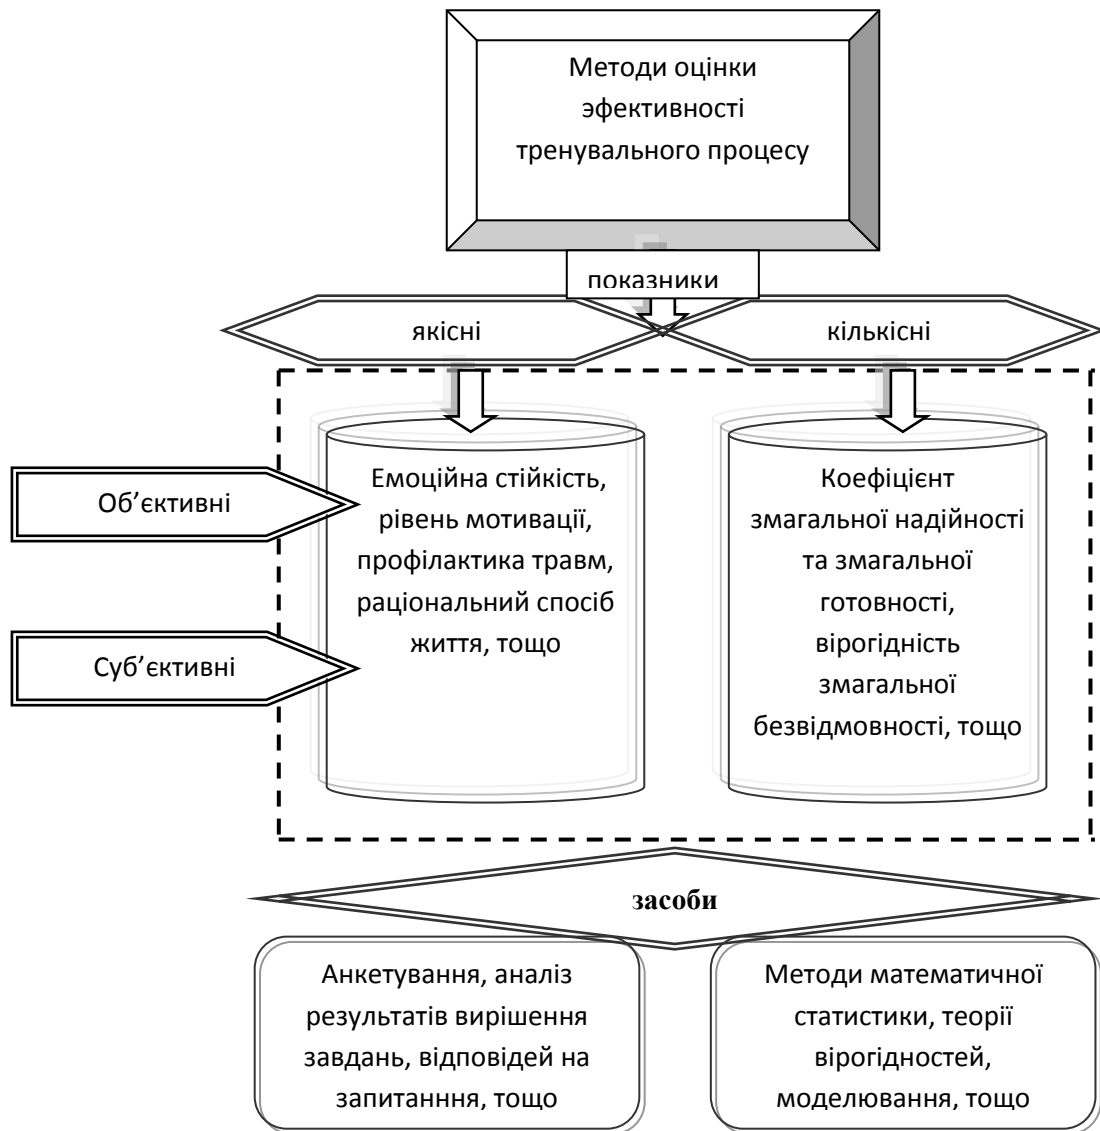 Методи оцінки
эфективності
тренувального процесу
показники
якісні
кількісні
Об’єктивні
Суб’єктивні
Емоційна стійкість,
рівень мотивації,
профілактика травм,
раціональний спосіб
життя, тощо
Коефіцієнт
змагальної надійності
та змагальної
готовності,
вірогідність
змагальної
безвідмовності, тощо
засоби
Анкетування, аналіз
результатів вирішення
завдань, відповідей на
запитанння, тощо
Методи математичної
статистики, теорії
вірогідностей,
моделювання, тощо